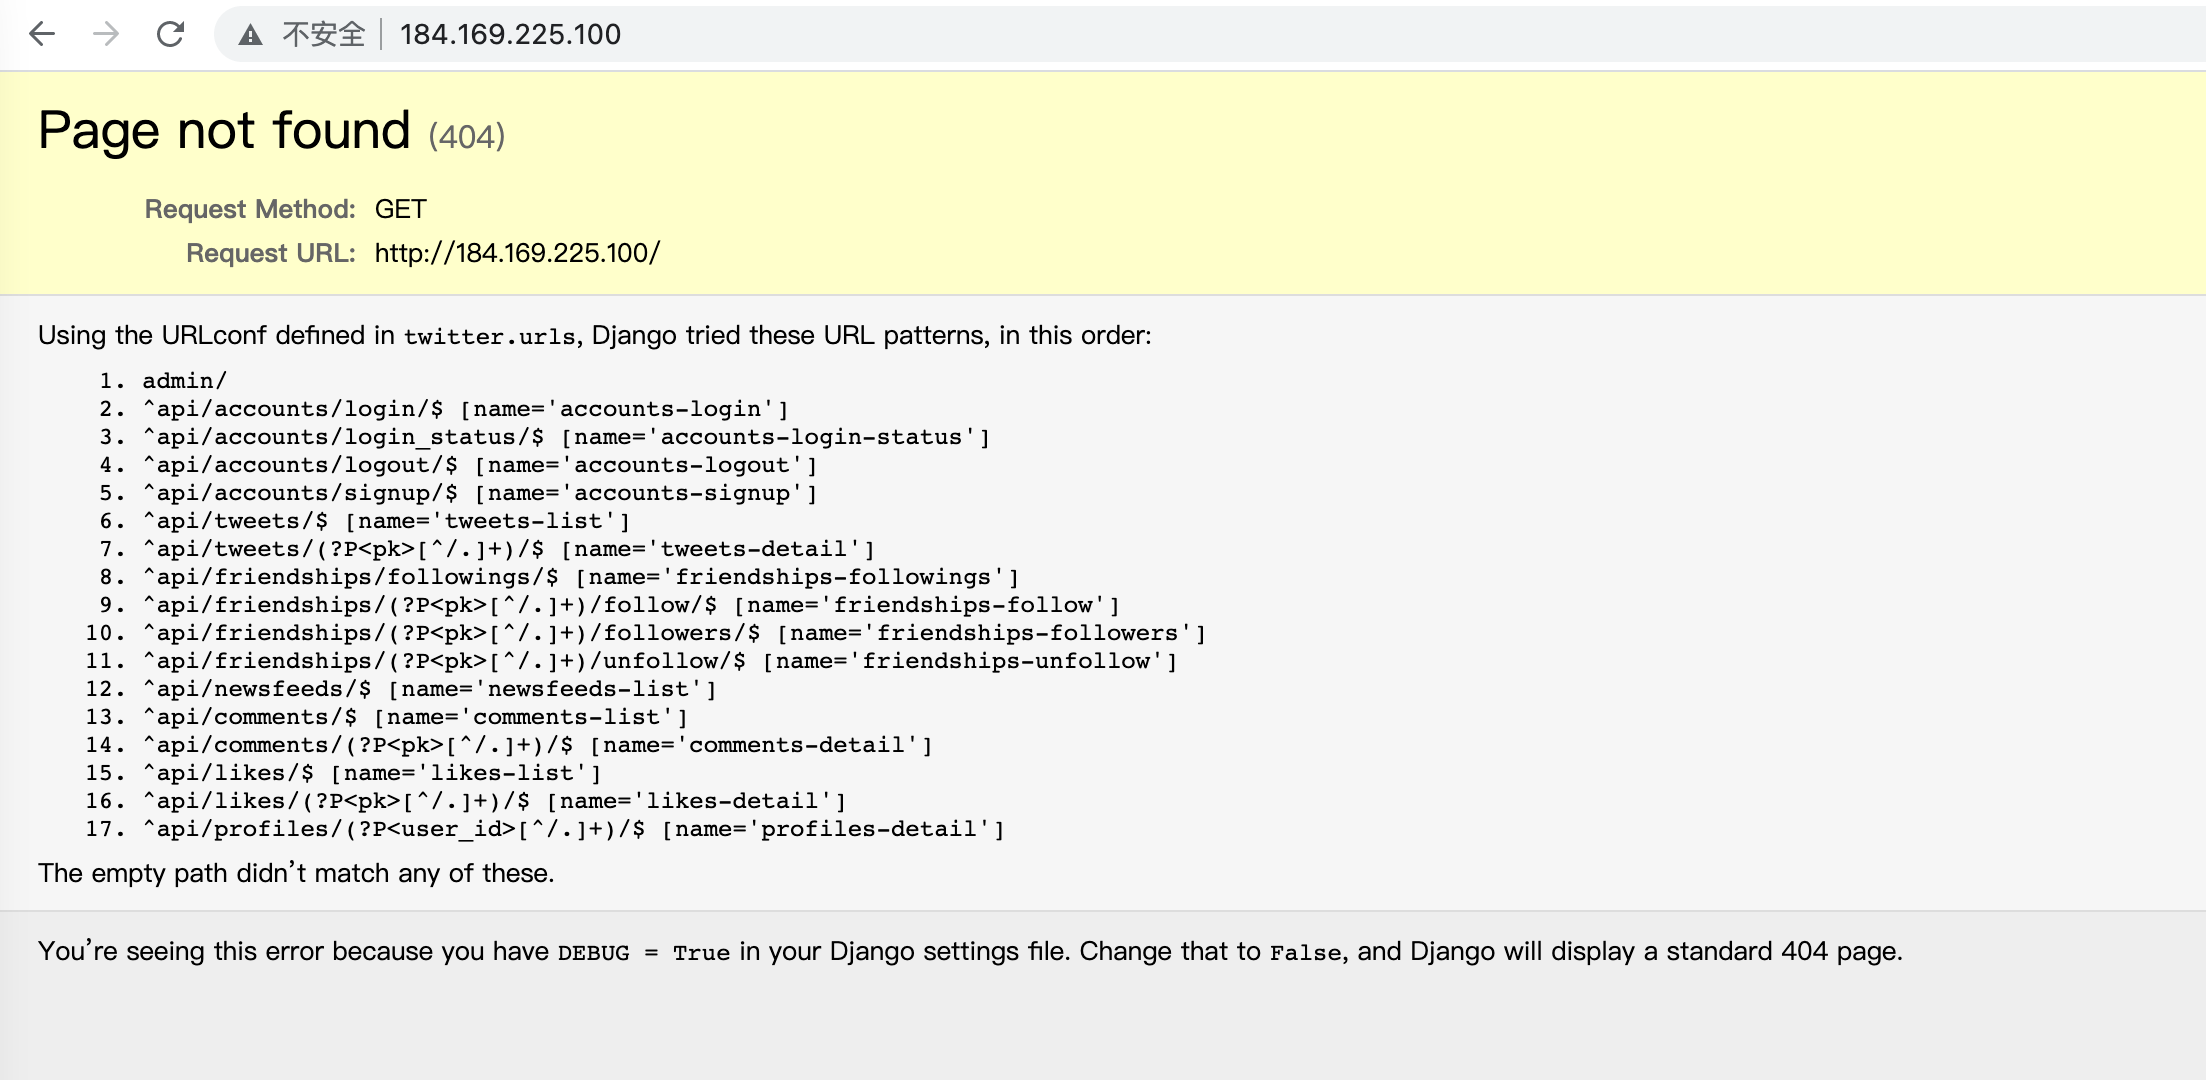 不安全 184.169.225.100
Page not found (404)
Request Method: GET
Request URL: http://184.169.225.100/
Using the URLconf defined in twitter.urls, Django tried these URL patterns, in this order:
1. admin/
2. ^api/accounts/login/$ [name='accounts-login']
3. ^api/accounts/login_status/$ [name='accounts-login-status']
4. ^api/accounts/logout/$ [name='accounts-logout']
5. ^api/accounts/signup/$ [name='accounts-signup']
6. ^api/tweets/$ [name='tweets-list']
7. ^api/tweets/(?P<pk>[^/.]+)/$ [name='tweets-detail']
8. ^api/friendships/followings/$ [name='friendships-followings']
9. ^api/friendships/(?P<pk>[^/.]+)/follow/$ [name='friendships-follow']
10. ^api/friendships/(?P<pk>[^/.]+)/followers/$ [name='friendships-followers']
11. ^api/friendships/(?P<pk>[^/.]+)/unfollow/$ [name='friendships-unfollow']
12. ^api/newsfeeds/$ [name='newsfeeds-list']
13. ^api/comments/$ [name='comments-list']
14. ^api/comments/(?P<pk>[^/.]+)/$ [name='comments-detail']
15. ^api/likes/$ [name='likes-list']
16. ^api/likes/(?P<pk>[^/.]+)/$ [name='likes-detail']
17. ^api/profiles/(?P<user_id>[^/.]+)/$ [name='profiles-detail']
The empty path didn’t match any of these.
You’re seeing this error because you have DEBUG = True in your Django settings file. Change that to False, and Django will display a standard 404 page.